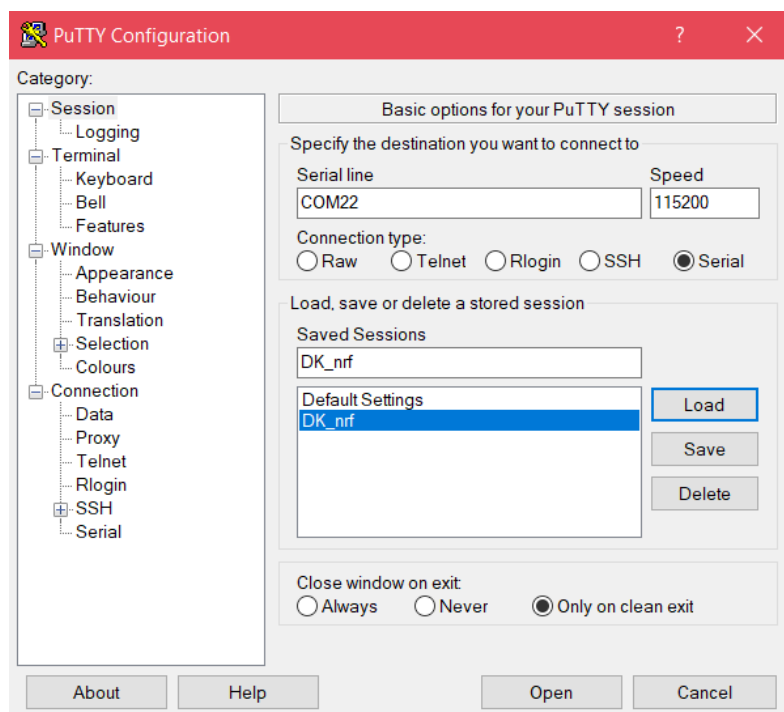 PuTTY Configuration
Category:
Session
Logging
Terminal
Keyboard
Bell
Features
Window
Appearance
Behaviour
Translation
Selection
Colours
Connection
Data
Proxy
Telnet
Rlogin
SSH
Serial
Basic options for your PuTTY session
Specify the destination you want to connect to
Serial line Speed
COM22 115200
Connection type:
Raw Telnet Rlogin SSH Serial
Load, save or delete a stored session
Saved Sessions
DK_nrf
Default Settings
DK_nrf
Load
Save
Delete
Close window on exit:
Always Never Only on clean exit
About Help Open Cancel